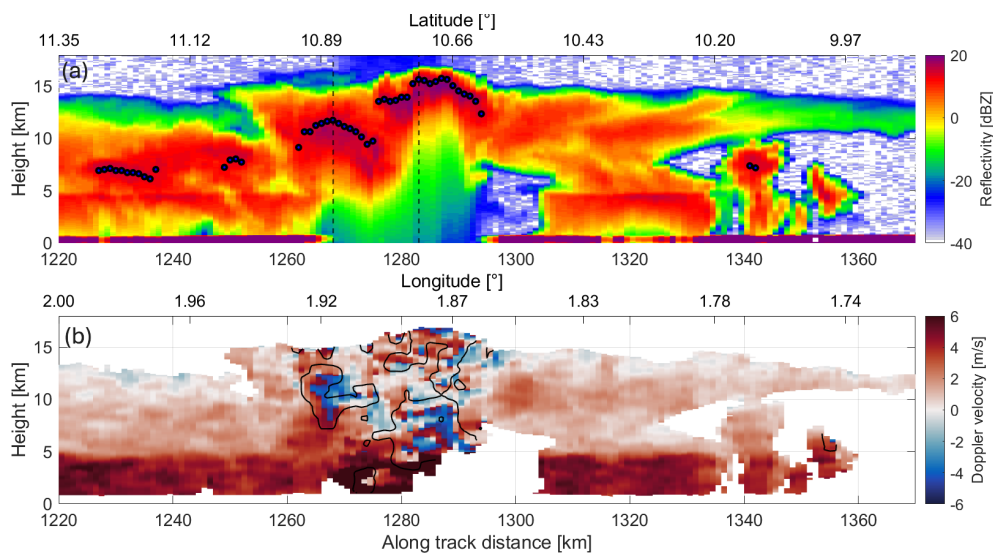 Latitude [°]
11.35 11.12 10.89 10.66 10.43 10.20 9.97
(a)
15
10
5
0
Height [km]
20
0
-20
-40
Reflectivity [dBZ]
1220 1240 1260 1280 1300 1320 1340 1360
Longitude [°]
2.00 1.96 1.92 1.87 1.83 1.78 1.74
(b)
15
10
5
0
Height [km]
6
4
2
0
-2
-4
-6
Doppler velocity [m/s]
1220 1240 1260 1280 1300 1320 1340 1360
Along track distance [km]